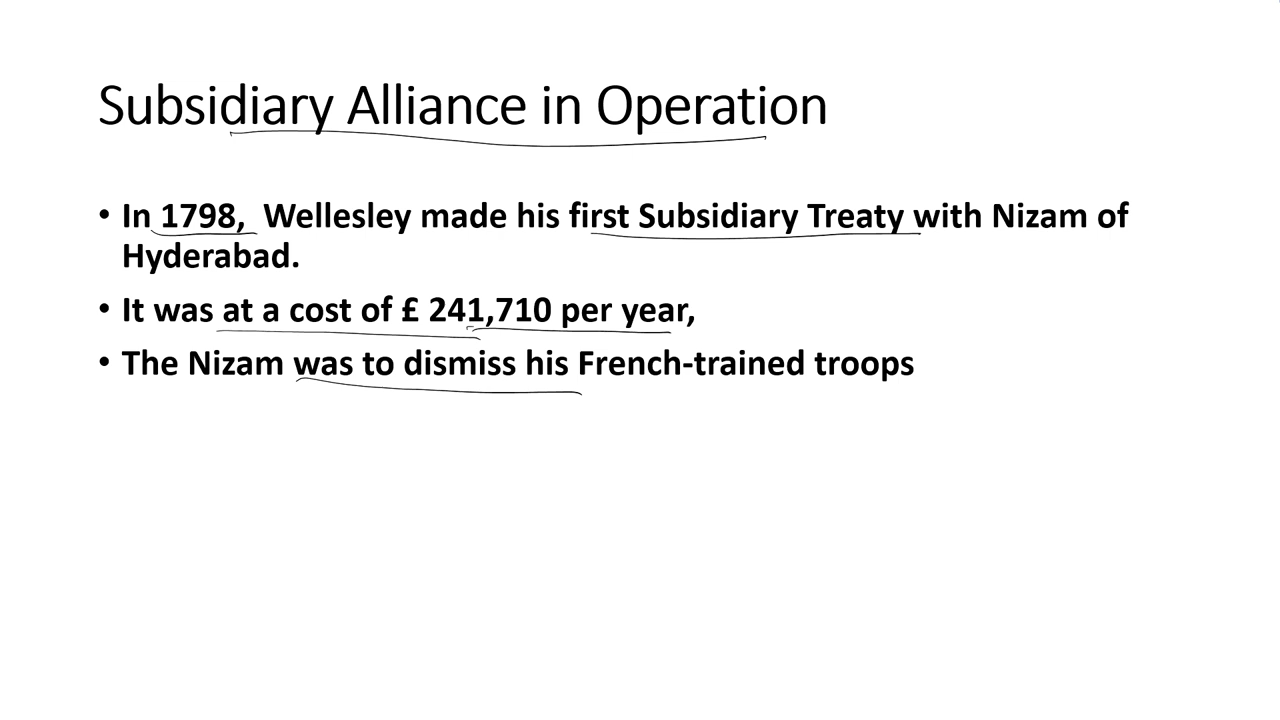 Subsidiary Alliance in Operation
• In 1798,  Wellesley made his first Subsidiary Treaty with Nizam of
Hyderabad.
• It was at a cost of £ 241,710 per year,
• The Nizam was to dismiss his French-trained troops